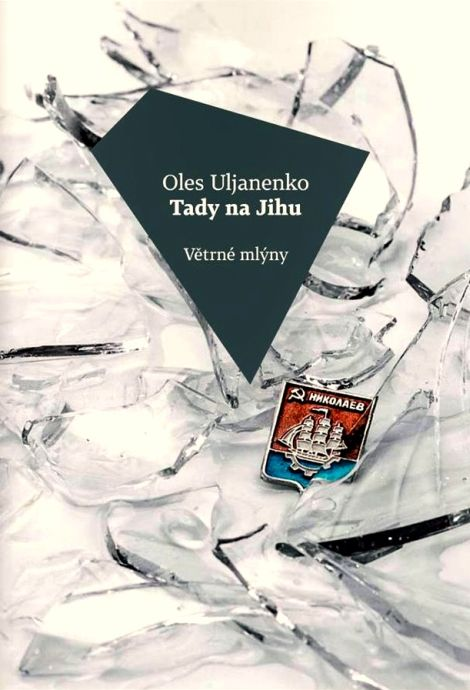 Oles Uljanenko
Tady na Jihu
Větrné mlýny
НИКОЛАЕВ